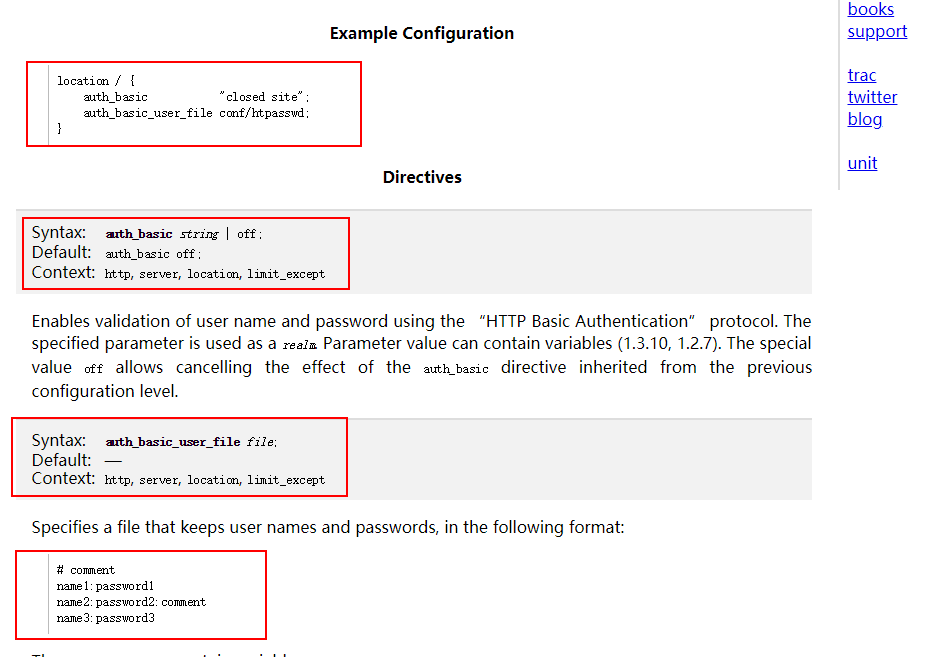 Example Configuration
location / {
    auth_basic           "closed site";
    auth_basic_user_file conf/htpasswd;
}
Directives
Syntax: auth_basic string | off;
Default: auth_basic off;
Context: http, server, location, limit_except
Enables validation of user name and password using the “HTTP Basic Authentication” protocol. The
specified parameter is used as a realm. Parameter value can contain variables (1.3.10, 1.2.7). The special
value off allows cancelling the effect of the auth_basic directive inherited from the previous
configuration level.
Syntax: auth_basic_user_file file;
Default: —
Context: http, server, location, limit_except
Specifies a file that keeps user names and passwords, in the following format:
# comment
name1:password1
name2:password2:comment
name3:password3
books
support
trac
twitter
blog
unit